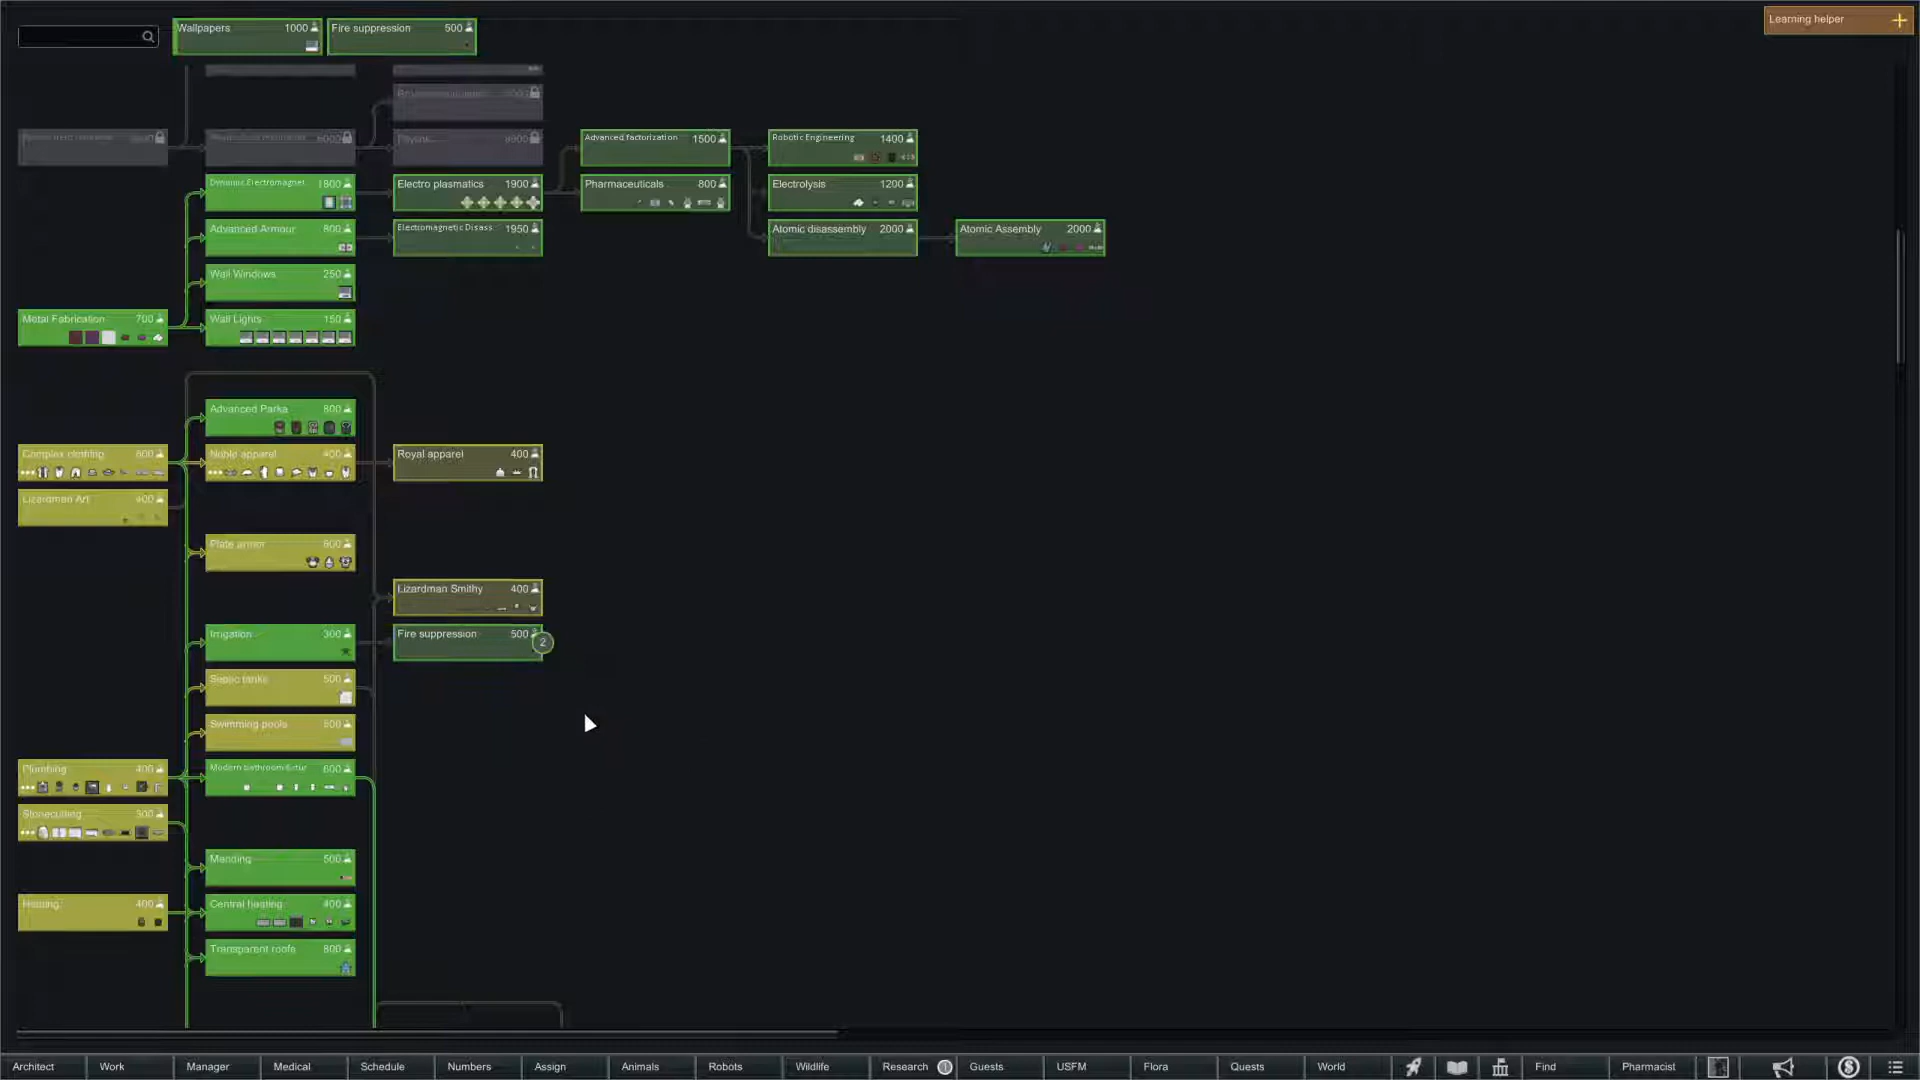 Wallpapers 1000
Fire suppression 500
Learning helper
Advanced factorization 1500
Robotic Engineering 1400
Dynamic Electromagnet 1800
Electro plasmatics 1900
Pharmaceuticals 800
Electrolysis 1200
Advanced Armour 800
Electromagnetic Disass 1950
Atomic disassembly 2000
Atomic Assembly 2000
Wall Windows 250
Metal Fabrication 700
Wall Lights 150
Advanced Parka 800
Complex clothing 600
Noble apparel 400
Royal apparel 400
Lizardman Art 400
Plate armor 600
Lizardman Smithy 400
Irrigation 300
Fire suppression 500
2
Septic tanks 500
Swimming pools 500
Plumbing 400
Modern bathroom fixtur 600
Stonecutting 300
Mending 500
Heating 400
Central heating 400
Transparent roofs 800
Architect Work Manager Medical Schedule Numbers Assign Animals Robots Wildlife Research Guests USFM Flora Quests World Find Pharmacist